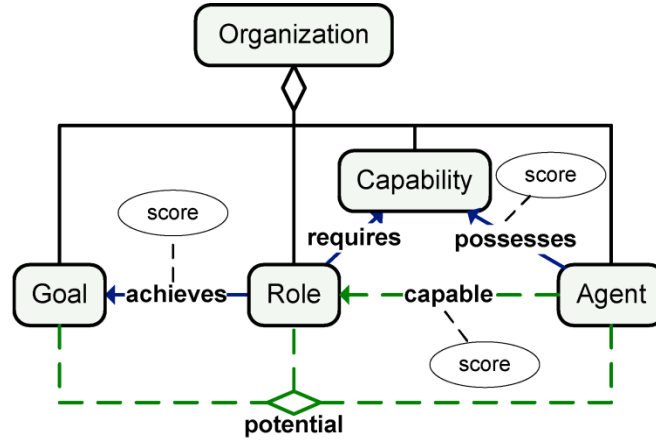 Organization
Capability
score
score
requires
possesses
Goal
achieves
Role
capable
Agent
score
potential